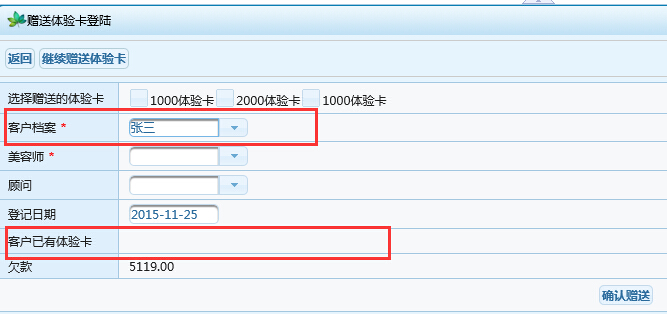 赠送体验卡登陆
返回 继续赠送体验卡
选择赠送的体验卡 1000体验卡 2000体验卡 1000体验卡
客户档案 * 张三
美容师 *
顾问
登记日期 2015-11-25
客户已有体验卡
欠款 5119.00
确认赠送